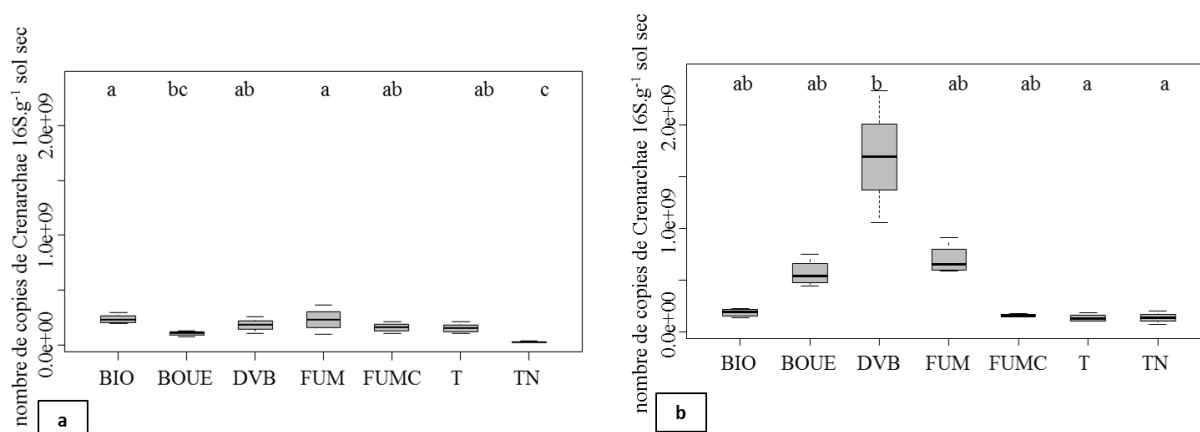 nombre de copies de Crenarchae 16S.g⁻¹ sol sec
2.0e+09
1.0e+09
0.0e+00
a bc ab a ab ab c
BIO BOUE DVB FUM FUMC T TN
a
nombre de copies de Crenarchae 16S.g⁻¹ sol sec
2.0e+09
1.0e+09
0.0e+00
ab ab b ab ab a a
BIO BOUE DVB FUM FUMC T TN
b